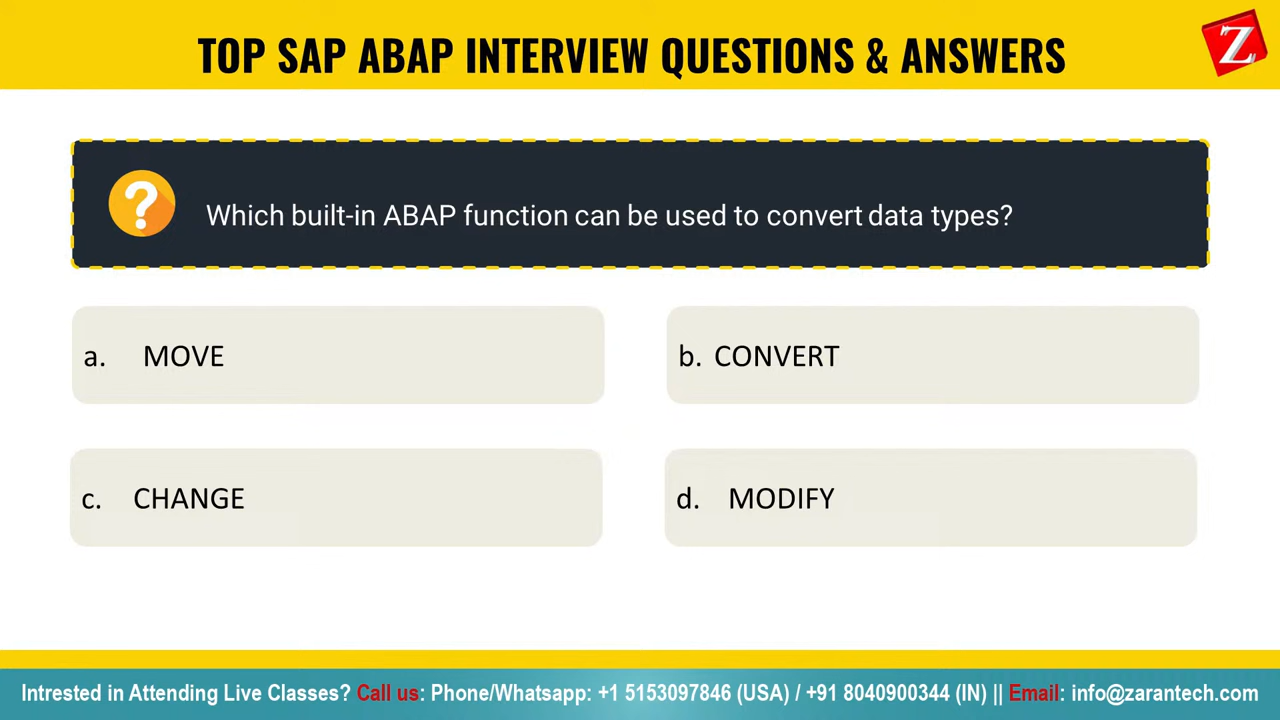 TOP SAP ABAP INTERVIEW QUESTIONS & ANSWERS
Z
?
Which built-in ABAP function can be used to convert data types?
a. MOVE
b. CONVERT
c. CHANGE
d. MODIFY
Intrested in Attending Live Classes? Call us: Phone/Whatsapp: +1 5153097846 (USA) / +91 8040900344 (IN) || Email: info@zarantech.com